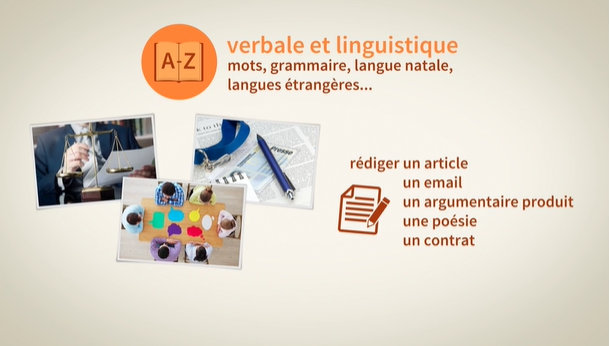 A-Z
verbale et linguistique
mots, grammaire, langue natale,
langues étrangères...
Presse
rédiger un article
un email
un argumentaire produit
une poésie
un contrat